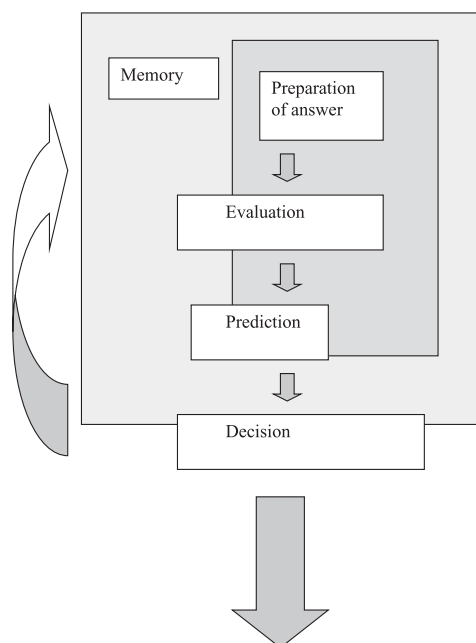 Memory
Preparation
of answer
Evaluation
Prediction
Decision